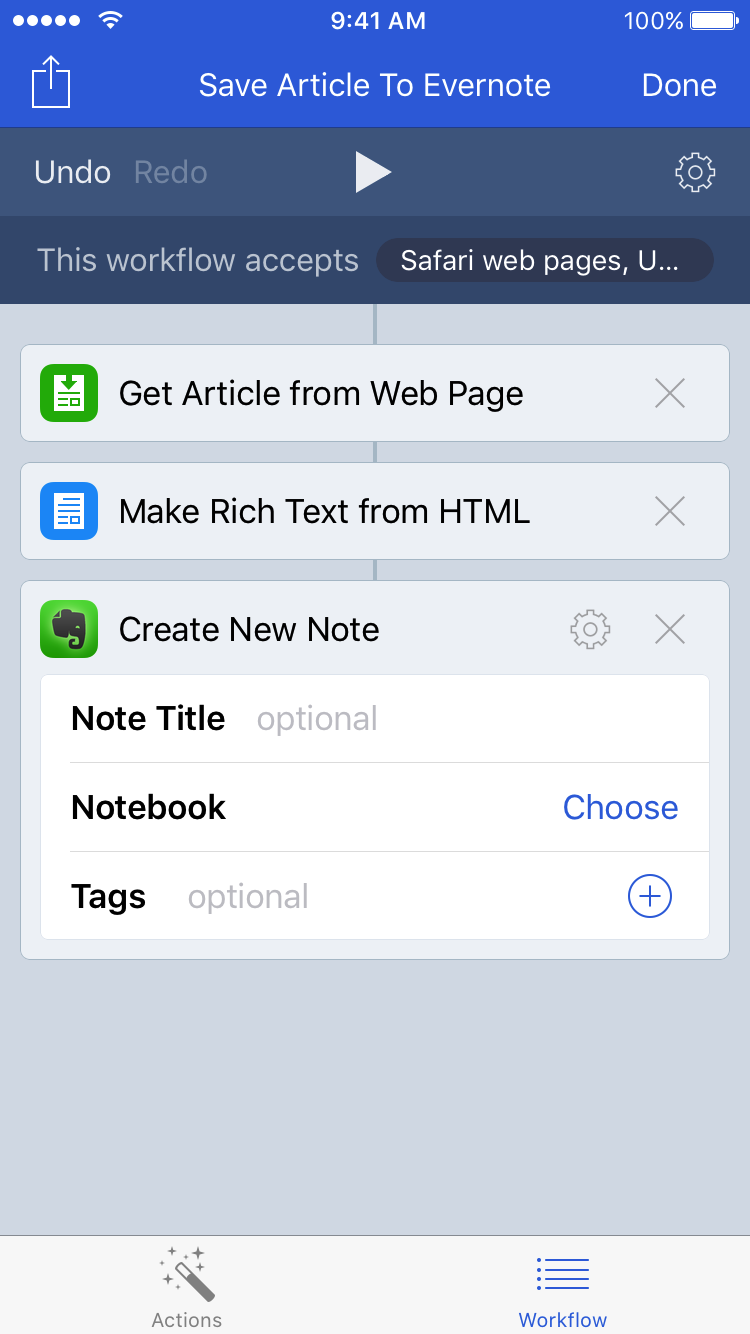 9:41 AM 100%
Save Article To Evernote Done
Undo Redo
This workflow accepts Safari web pages, U...
Get Article from Web Page
Make Rich Text from HTML
Create New Note
Note Title optional
Notebook Choose
Tags optional
Actions Workflow